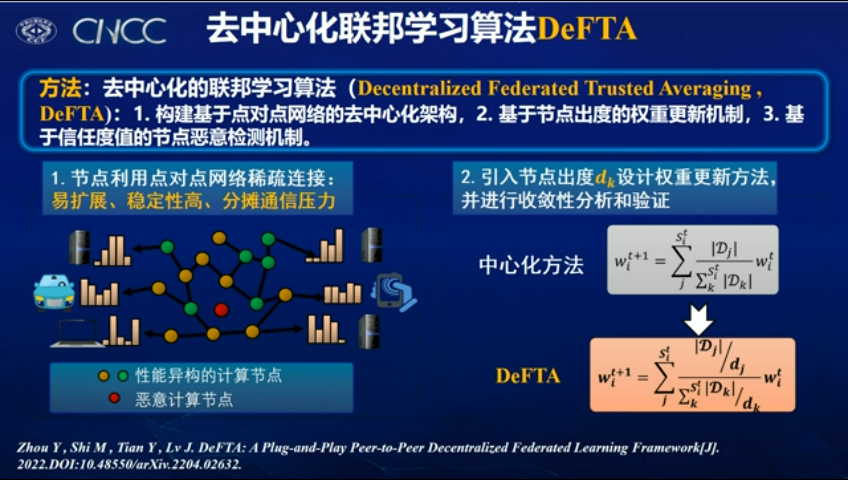 CNCC
去中心化联邦学习算法DeFTA
方法：去中心化的联邦学习算法（Decentralized Federated Trusted Averaging ,
DeFTA）：1. 构建基于点对点网络的去中心化架构，2. 基于节点出度的权重更新机制，3. 基
于信任度值的节点恶意检测机制。
1. 节点利用点对点网络稀疏连接：
易扩展、稳定性高、分摊通信压力
性能异构的计算节点
恶意计算节点
2. 引入节点出度d_k设计权重更新方法，
并进行收敛性分析和验证
中心化方法
w_i^{t+1} = \sum_j^{S_i^t} \frac{|\mathcal{D}_j|}{\sum_k^{S_i^t} |\mathcal{D}_k|} w_i^t
DeFTA
w_i^{t+1} = \sum_j^{S_i^t} \frac{|\mathcal{D}_j|/d_j}{\sum_k^{S_i^t} |\mathcal{D}_k|/d_k} w_i^t
Zhou Y , Shi M , Tian Y , Lv J. DeFTA: A Plug-and-Play Peer-to-Peer Decentralized Federated Learning Framework[J].
2022.DOI:10.48550/arXiv.2204.02632.